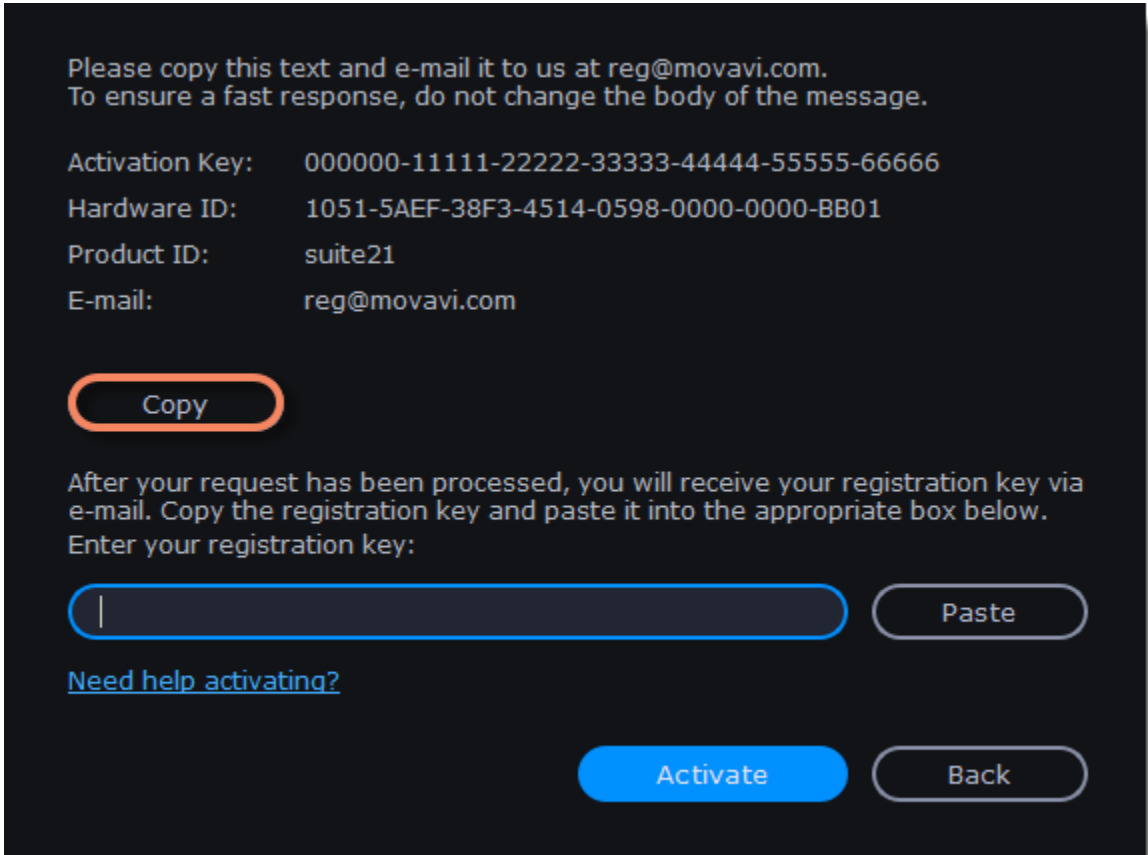 Please copy this text and e-mail it to us at reg@movavi.com.
To ensure a fast response, do not change the body of the message.
Activation Key: 000000-11111-22222-33333-44444-55555-66666
Hardware ID: 1051-5AEF-38F3-4514-0598-0000-0000-BB01
Product ID: suite21
E-mail: reg@movavi.com
Copy
After your request has been processed, you will receive your registration key via
e-mail. Copy the registration key and paste it into the appropriate box below.
Enter your registration key:
Paste
Need help activating?
Activate Back